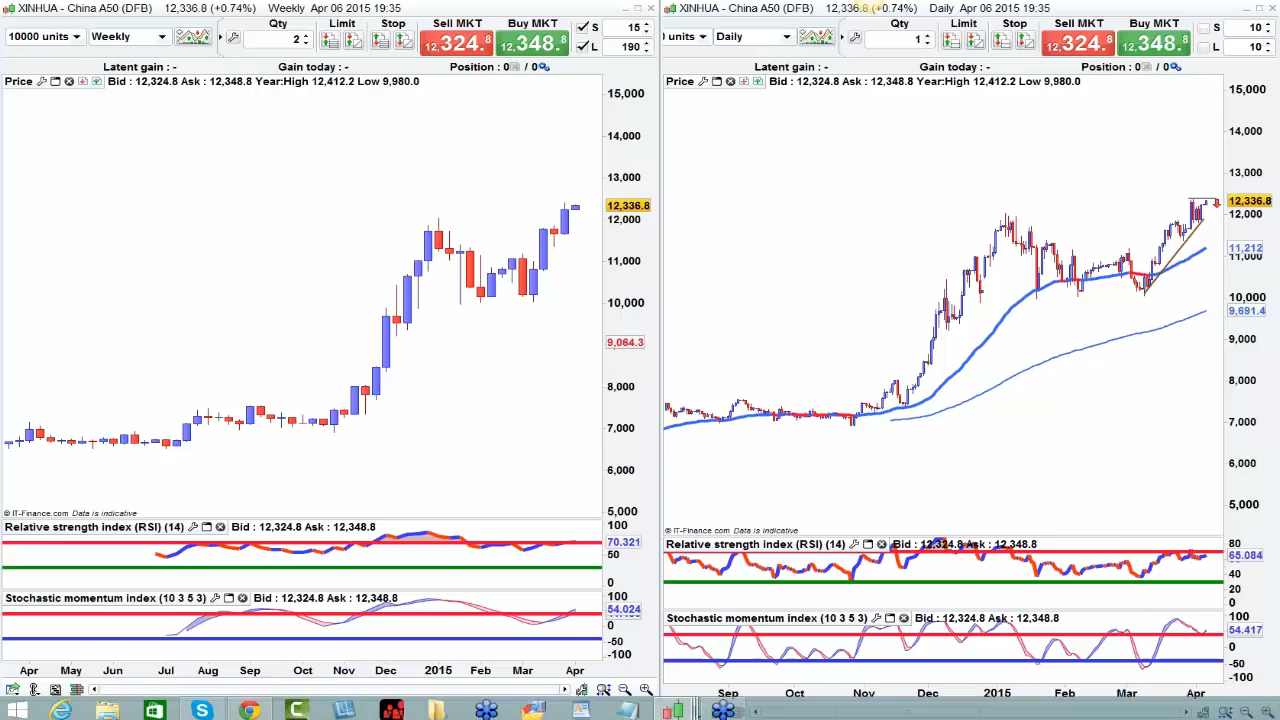 XINHUA - China A50 (DFB) 12,336.8 (+0.74%) Weekly Apr 06 2015 19:35
Qty Limit Stop Sell MKT Buy MKT S 15
10000 units Weekly 2 12,324.8 12,348.8 L 190
Latent gain : - Gain today : - Position : 0 / 0
Price Bid : 12,324.8 Ask : 12,348.8 Year:High 12,412.2 Low 9,980.0
15,000
14,000
13,000
12,336.8
12,000
11,000
10,000
9,064.3
8,000
7,000
6,000
5,000
© IT-Finance.com Data is indicative
Relative strength index (RSI) (14) Bid : 12,324.8 Ask : 12,348.8
100
70.321
50
0
Stochastic momentum index (10 3 5 3) Bid : 12,324.8 Ask : 12,348.8
100
54.024
0
-50
-100
Apr May Jun Jul Aug Sep Oct Nov Dec 2015 Feb Mar Apr
XINHUA - China A50 (DFB) 12,336.8 (+0.74%) Daily Apr 06 2015 19:35
Qty Limit Stop Sell MKT Buy MKT S 10
0 units Daily 1 12,324.8 12,348.8 L 10
Latent gain : - Gain today : - Position : 0 / 0
Price Bid : 12,324.8 Ask : 12,348.8 Year:High 12,412.2 Low 9,980.0
15,000
14,000
13,000
12,336.8
12,000
11,212
11,000
10,000
9,691.4
9,000
8,000
7,000
6,000
5,000
© IT-Finance.com Data is indicative
Relative strength index (RSI) (14) Bid : 12,324.8 Ask : 12,348.8
80
65.084
40
20
0
Stochastic momentum index (10 3 5 3) Bid : 12,324.8 Ask : 12,348.8
100
54.417
0
-50
-100
Sep Oct Nov Dec 2015 Feb Mar Apr